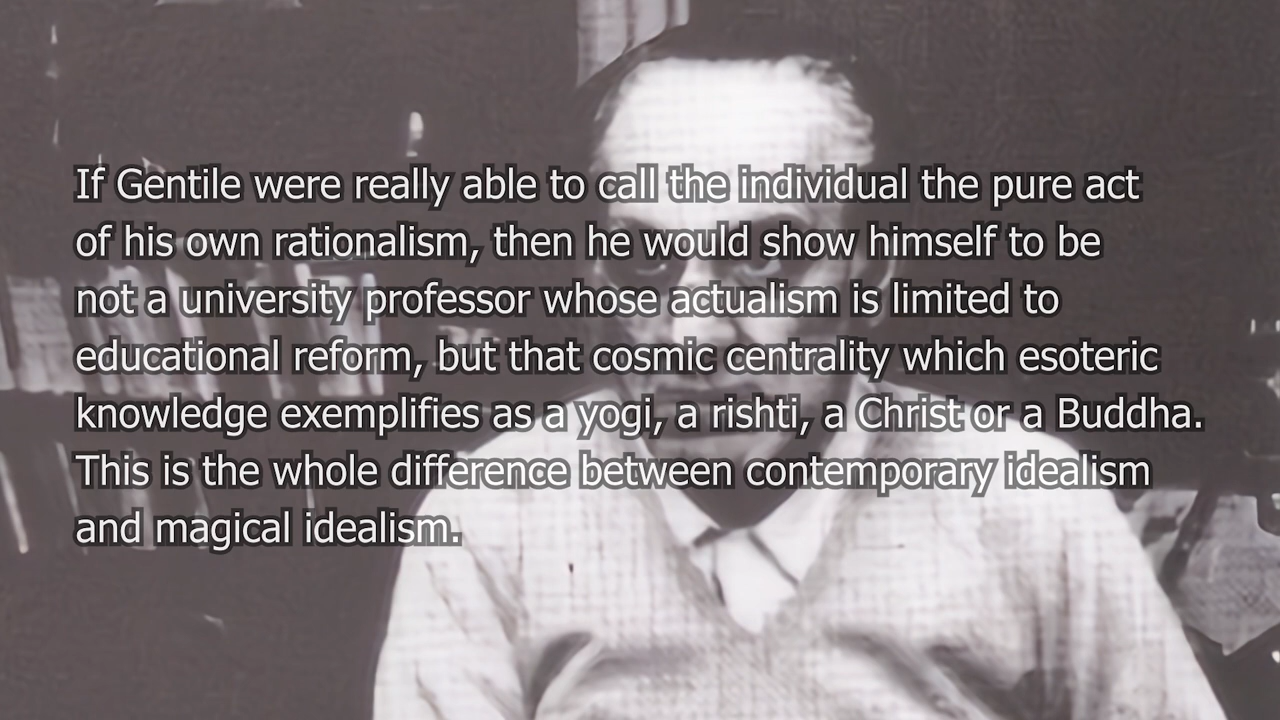 If Gentile were really able to call the individual the pure act
of his own rationalism, then he would show himself to be
not a university professor whose actualism is limited to
educational reform, but that cosmic centrality which esoteric
knowledge exemplifies as a yogi, a rishti, a Christ or a Buddha.
This is the whole difference between contemporary idealism
and magical idealism.